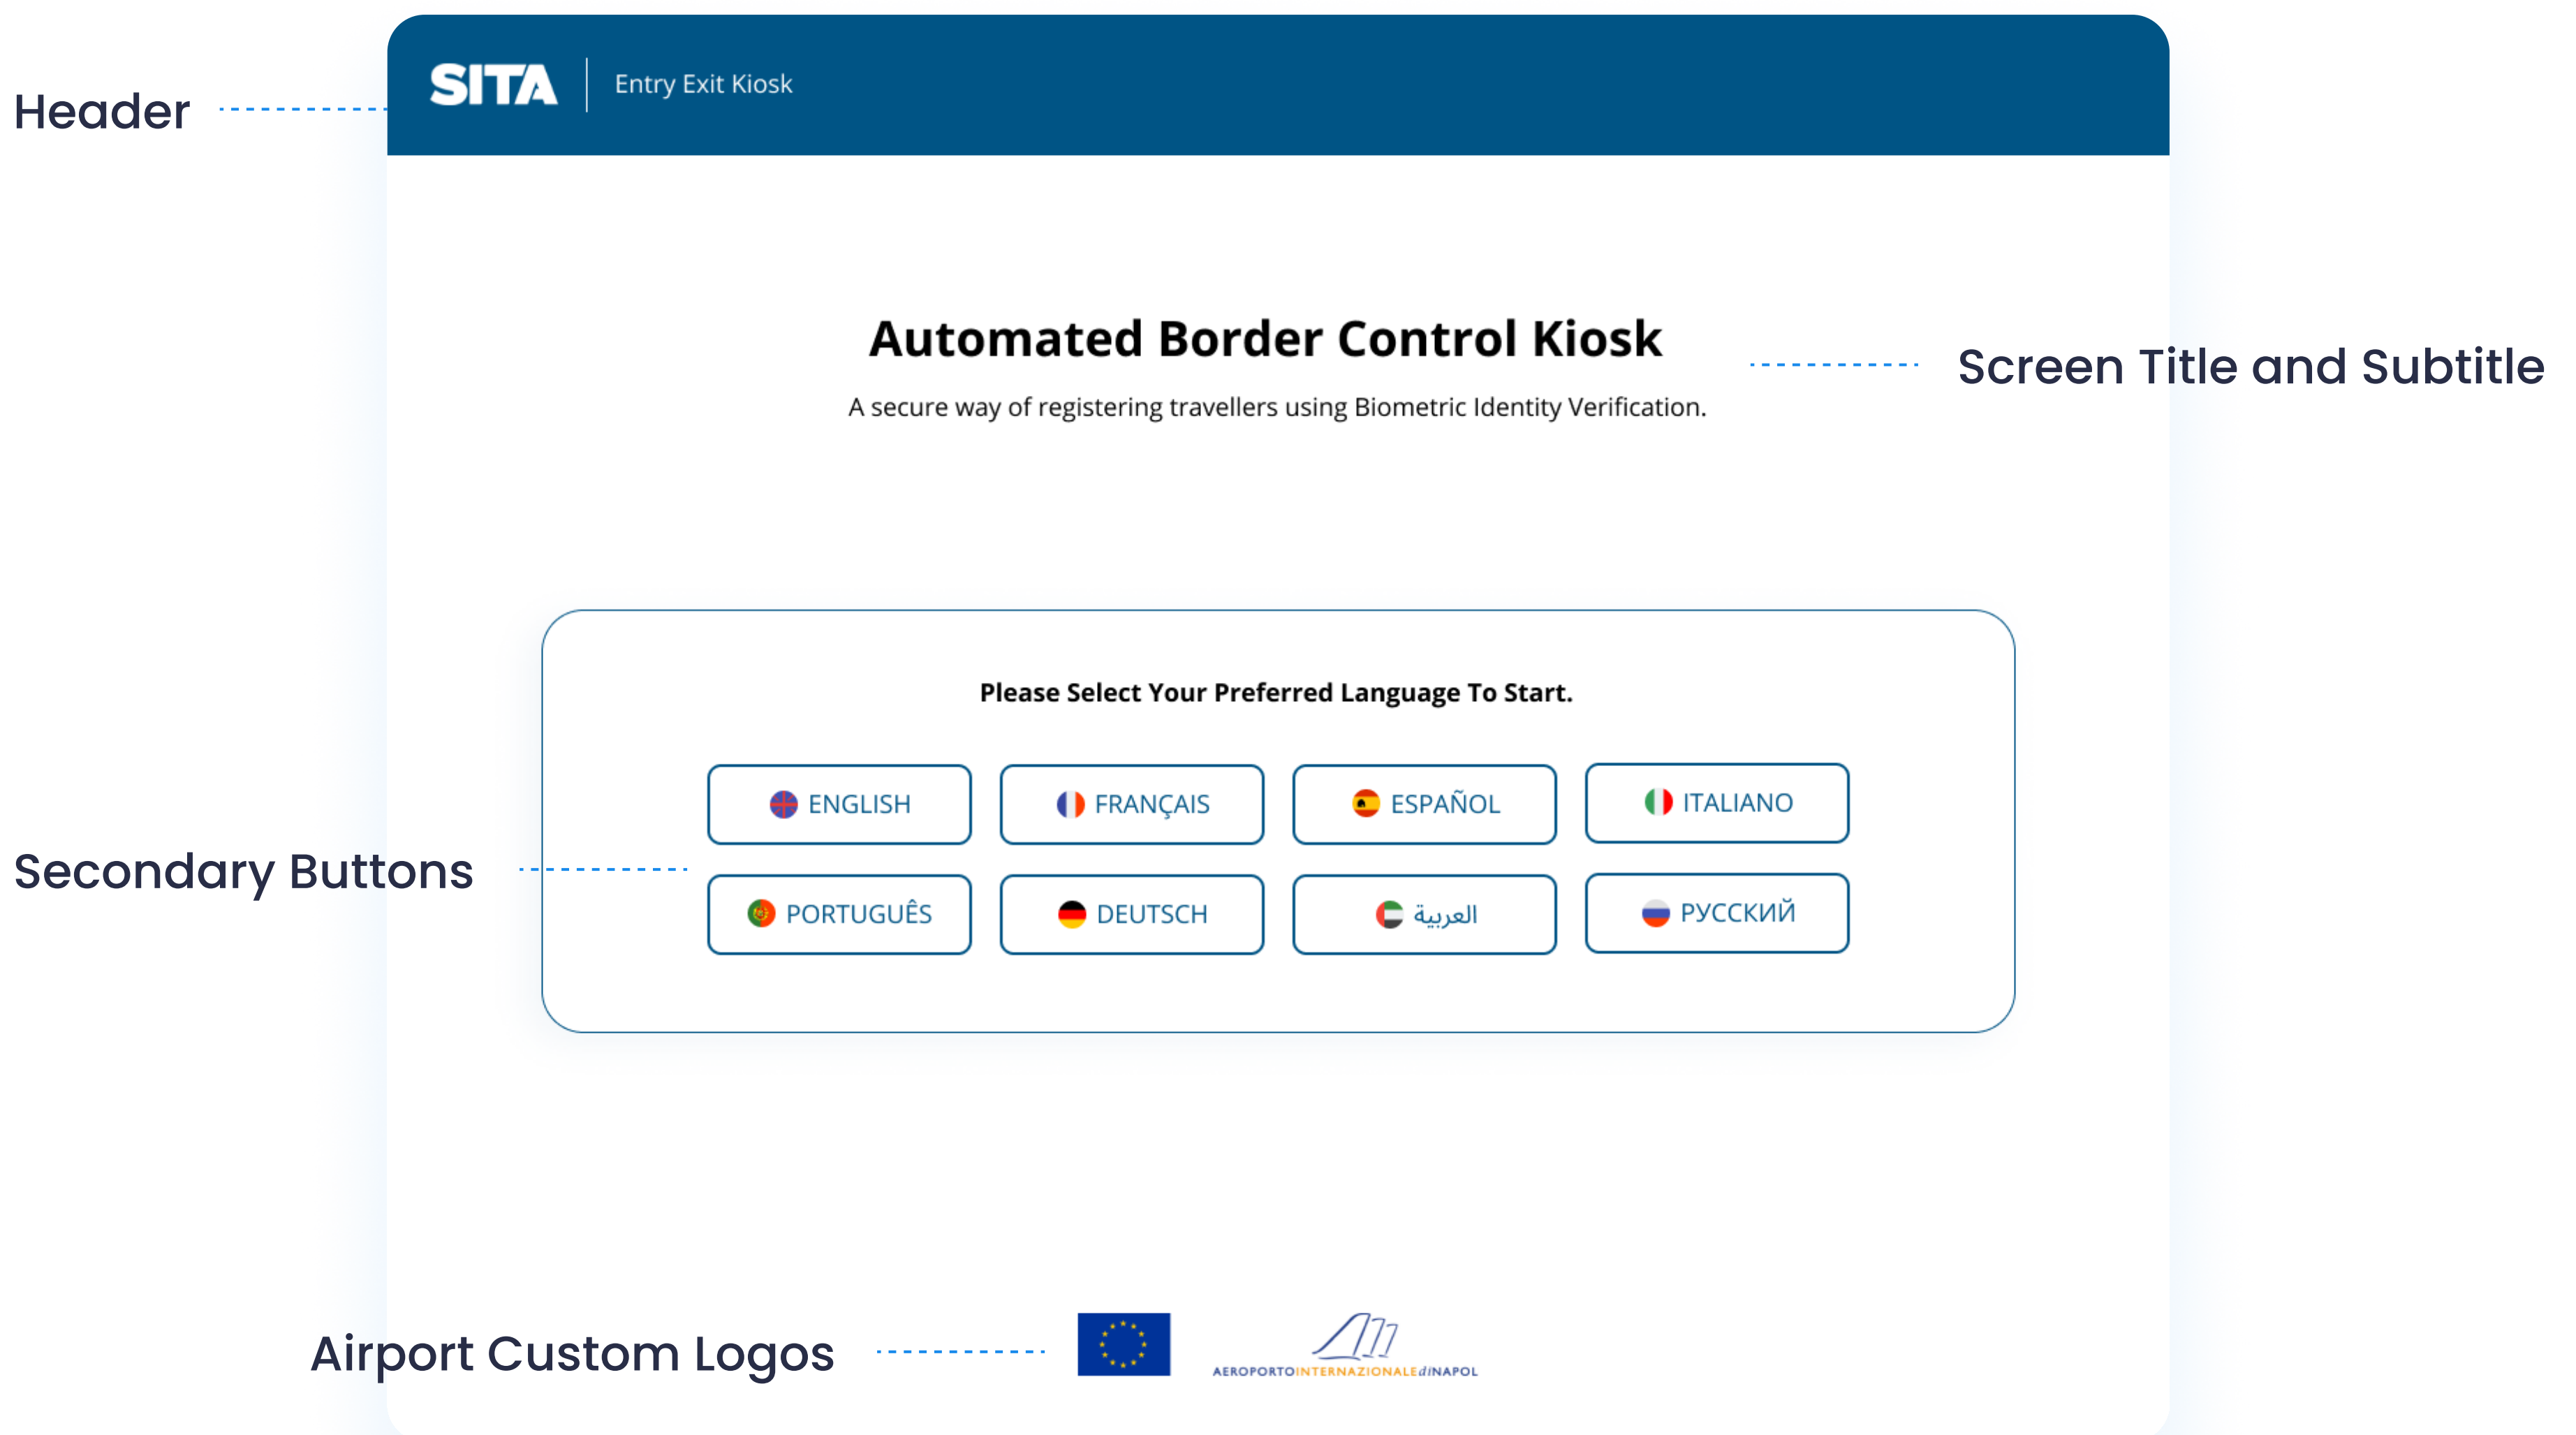 SITA
Entry Exit Kiosk
Header
Automated Border Control Kiosk
Screen Title and Subtitle
A secure way of registering travellers using Biometric Identity Verification.
Please Select Your Preferred Language To Start.
ENGLISH
FRANÇAIS
ESPAÑOL
ITALIANO
Secondary Buttons
PORTUGUÊS
DEUTSCH
العربية
РУССКИЙ
Airport Custom Logos
AEROPORTOINTERNAZIONALEdiNAPOL